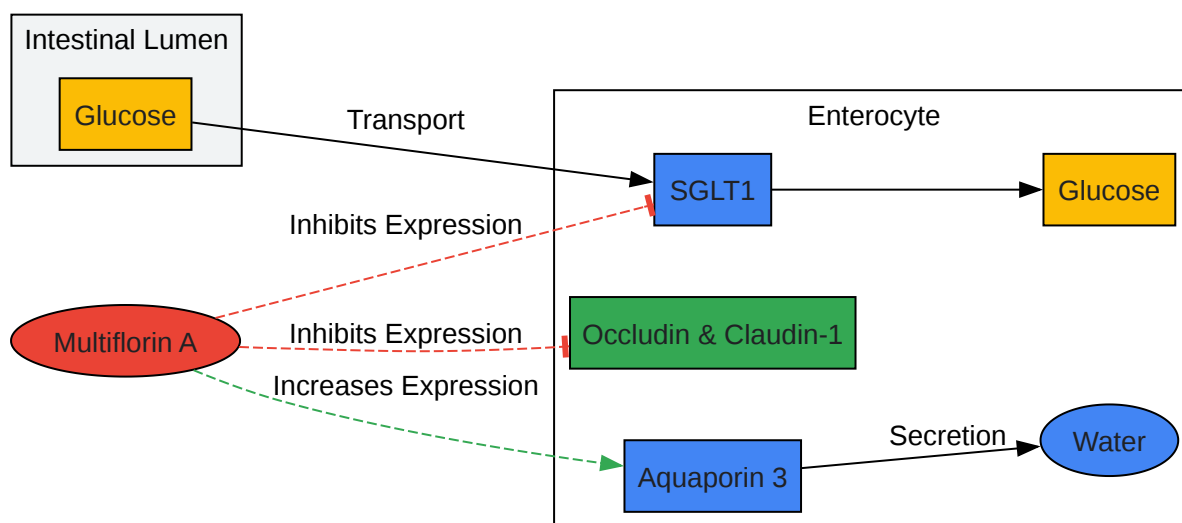 Intestinal Lumen
Glucose
Transport
Enterocyte
SGLT1
Glucose
Inhibits Expression
Multiflorin A
Inhibits Expression
Occludin & Claudin-1
Increases Expression
Aquaporin 3
Secretion
Water